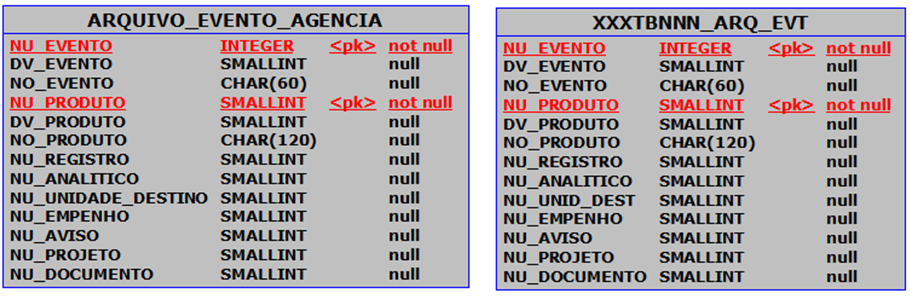 ARQUIVO_EVENTO_AGENCIA
NU_EVENTO INTEGER <pk> not null
DV_EVENTO SMALLINT null
NO_EVENTO CHAR(60) null
NU_PRODUTO SMALLINT <pk> not null
DV_PRODUTO SMALLINT null
NO_PRODUTO CHAR(120) null
NU_REGISTRO SMALLINT null
NU_ANALITICO SMALLINT null
NU_UNIDADE_DESTINO SMALLINT null
NU_EMPENHO SMALLINT null
NU_AVISO SMALLINT null
NU_PROJETO SMALLINT null
NU_DOCUMENTO SMALLINT null
XXXTBNNN_ARQ_EVT
NU_EVENTO INTEGER <pk> not null
DV_EVENTO SMALLINT null
NO_EVENTO CHAR(60) null
NU_PRODUTO SMALLINT <pk> not null
DV_PRODUTO SMALLINT null
NO_PRODUTO CHAR(120) null
NU_REGISTRO SMALLINT null
NU_ANALITICO SMALLINT null
NU_UNID_DEST SMALLINT null
NU_EMPENHO SMALLINT null
NU_AVISO SMALLINT null
NU_PROJETO SMALLINT null
NU_DOCUMENTO SMALLINT null